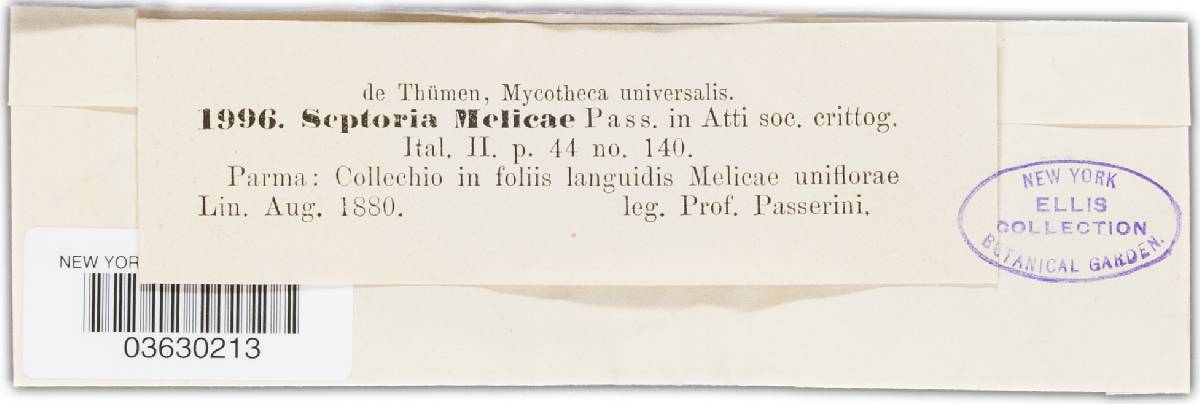 de Thümen, Mycotheca universalis.
1996. Septoria Melicae Pass. in Atti soc. crittog.
Ital. II. p. 44 no. 140.
Parma: Collechio in foliis languidis Melicae uniflorae
Lin. Aug. 1880. leg. Prof. Passerini.
NEW YORK
ELLIS
COLLECTION
BOTANICAL GARDEN.
NEW YOR
03630213